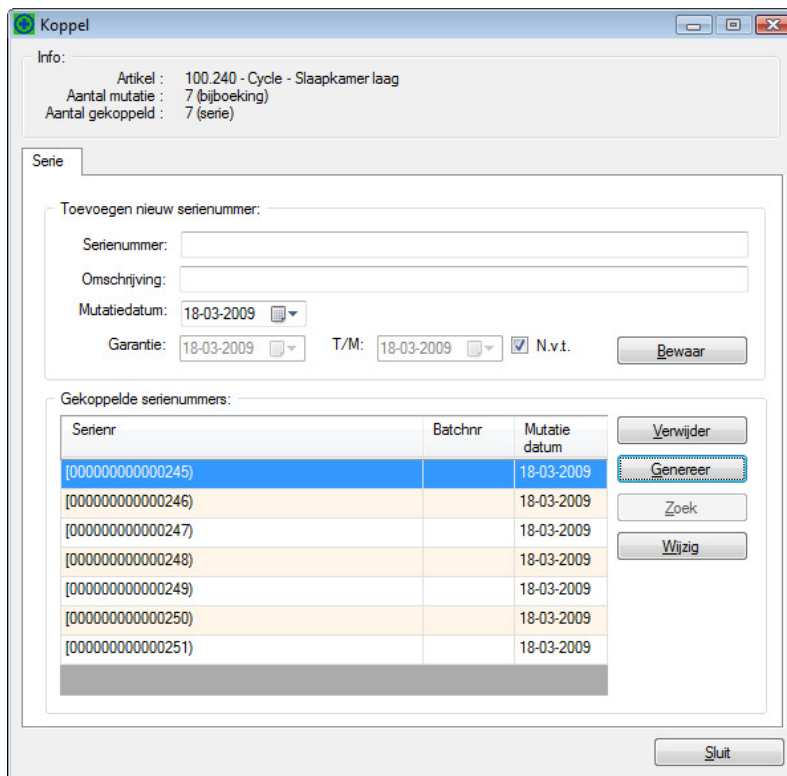 Koppel
Info:
Artikel : 100.240 - Cycle - Slaapkamer laag
Aantal mutatie : 7 (bijboeking)
Aantal gekoppeld : 7 (serie)
Serie
Toevoegen nieuw serienummer:
Serienummer:
Omschrijving:
Mutatiedatum: 18-03-2009
Garantie: 18-03-2009 T/M: 18-03-2009 N.v.t. Bewaar
Gekoppelde serienummers:
Serienr Batchnr Mutatie datum
[000000000000245) 18-03-2009
[000000000000246) 18-03-2009
[000000000000247) 18-03-2009
[000000000000248) 18-03-2009
[000000000000249) 18-03-2009
[000000000000250) 18-03-2009
[000000000000251) 18-03-2009
Verwijder
Genereer
Zoek
Wijzig
Sluit